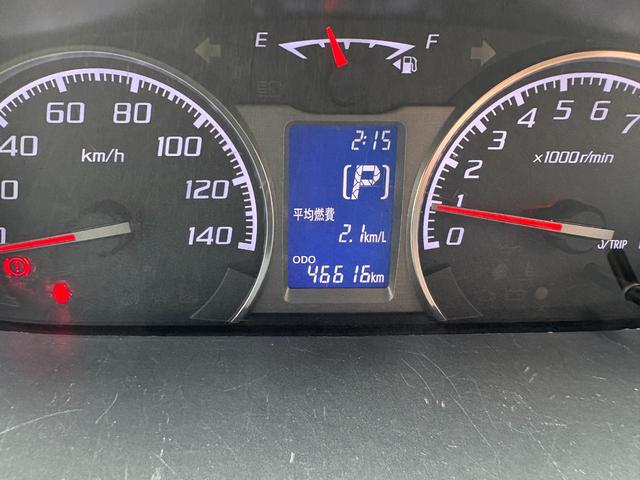 E F
60 80
40 100
km/h
120
140
2:15
P
平均燃費
2.1km/L
ODO
46616km
0 1 2 3 4 5 6 7
x1000r/min
/TRIP